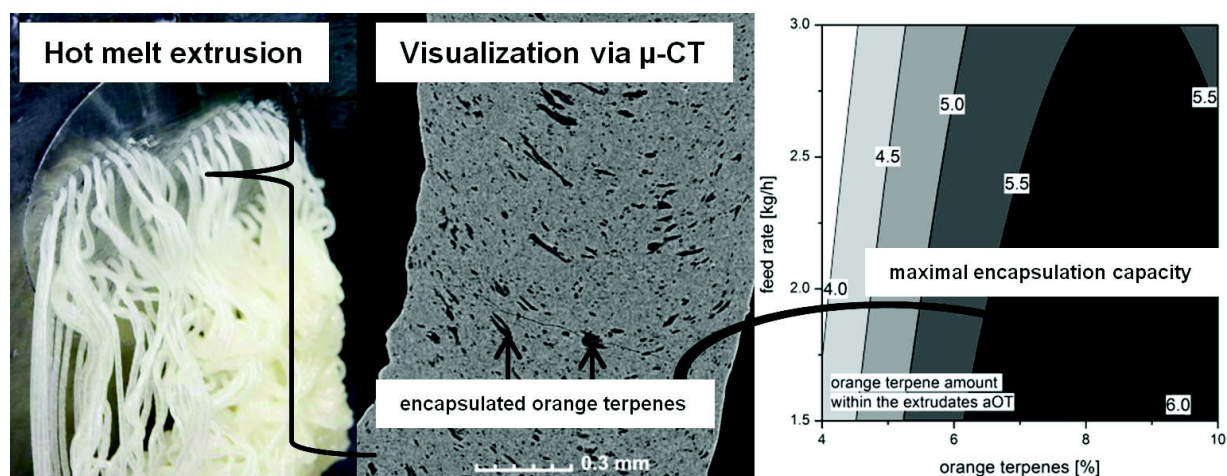 Hot melt extrusion
Visualization via µ-CT
encapsulated orange terpenes
0.3 mm
3.0
2.5
2.0
1.5
feed rate [kg/h]
4.0
4.5
5.0
5.5
5.5
6.0
maximal encapsulation capacity
orange terpene amount
within the extrudates aOT
4 6 8 10
orange terpenes [%]